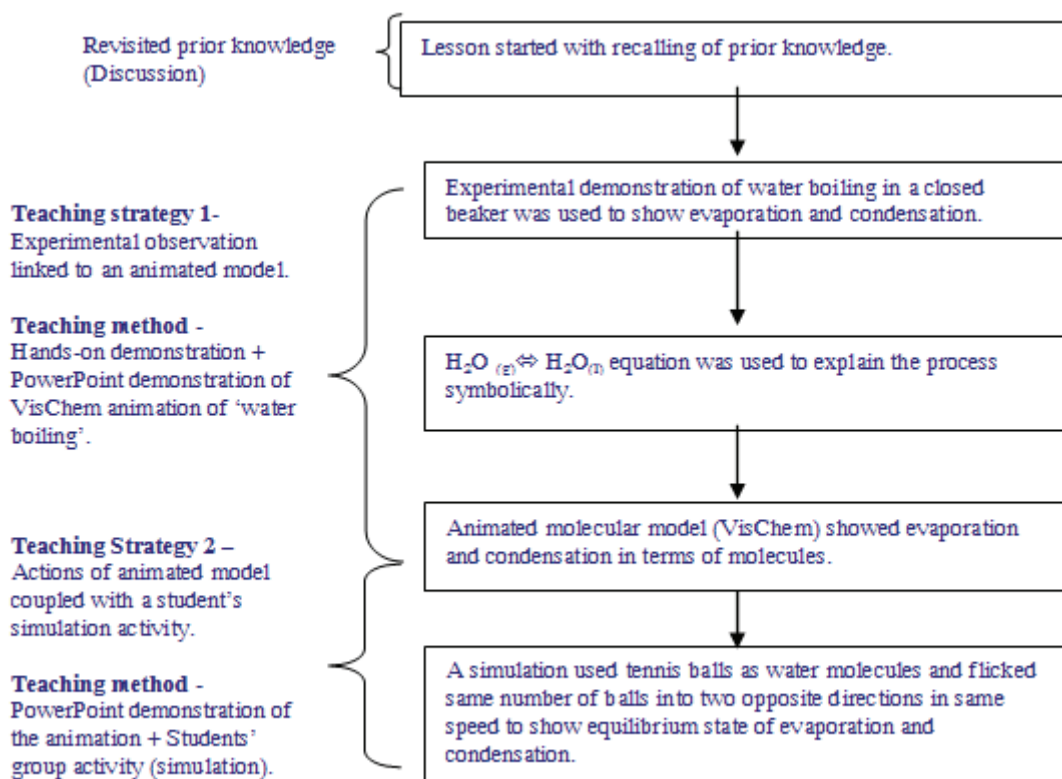 Revisited prior knowledge
(Discussion)
Lesson started with recalling of prior knowledge.
Experimental demonstration of water boiling in a closed
beaker was used to show evaporation and condensation.
Teaching strategy 1-
Experimental observation
linked to an animated model.
Teaching method -
Hands-on demonstration +
PowerPoint demonstration of
VisChem animation of ‘water
boiling’.
H₂O (g)⇔ H₂O(l) equation was used to explain the process
symbolically.
Animated molecular model (VisChem) showed evaporation
and condensation in terms of molecules.
Teaching Strategy 2 –
Actions of animated model
coupled with a student’s
simulation activity.
Teaching method -
PowerPoint demonstration of
the animation + Students’
group activity (simulation).
A simulation used tennis balls as water molecules and flicked
same number of balls into two opposite directions in same
speed to show equilibrium state of evaporation and
condensation.